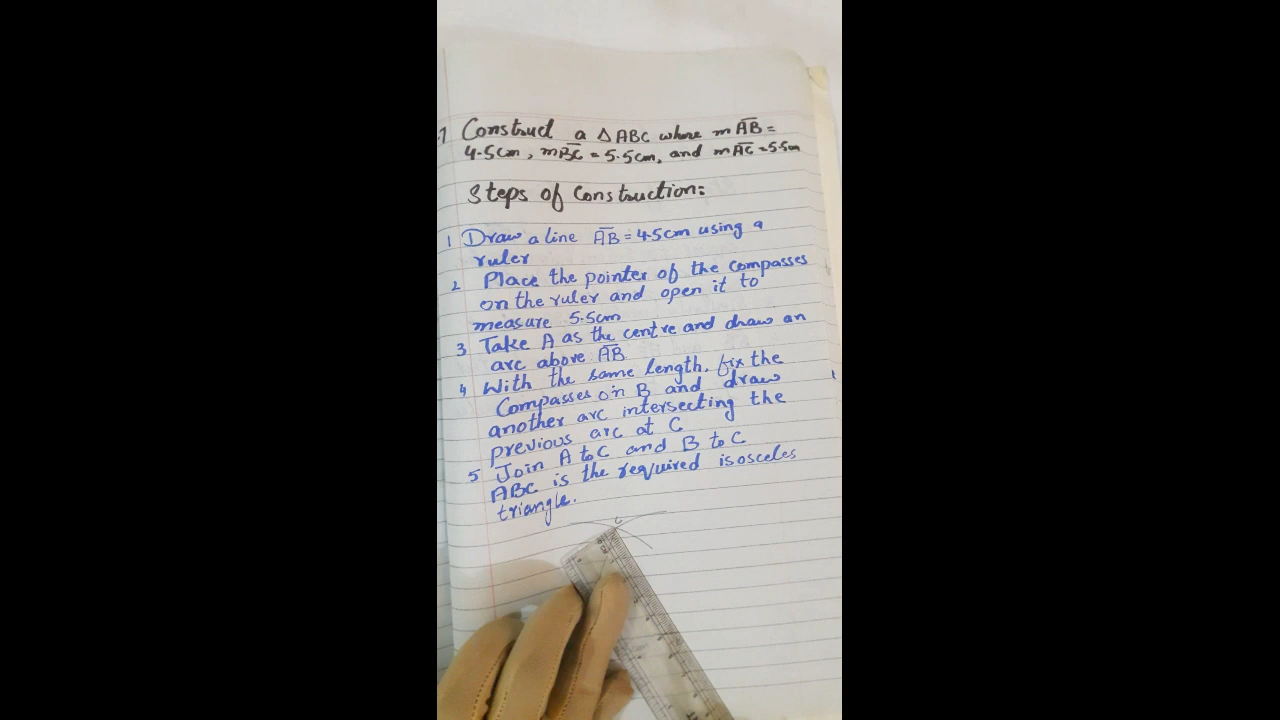 1 Construct a △ABC where m AB̅ =
4.5cm, mBC̅ = 5.5cm, and mAC̅ = 5.5cm
Steps of Construction:
1 Draw a line AB̅ = 4.5cm using a
ruler
2 Place the pointer of the compasses
on the ruler and open it to
measure 5.5cm
3 Take A as the centre and draw an
arc above AB̅
4 With the same length, fix the
Compasses on B and draw
another arc intersecting the
previous arc at C
5 Join A to C and B to C
ABC is the required isosceles
triangle.
C